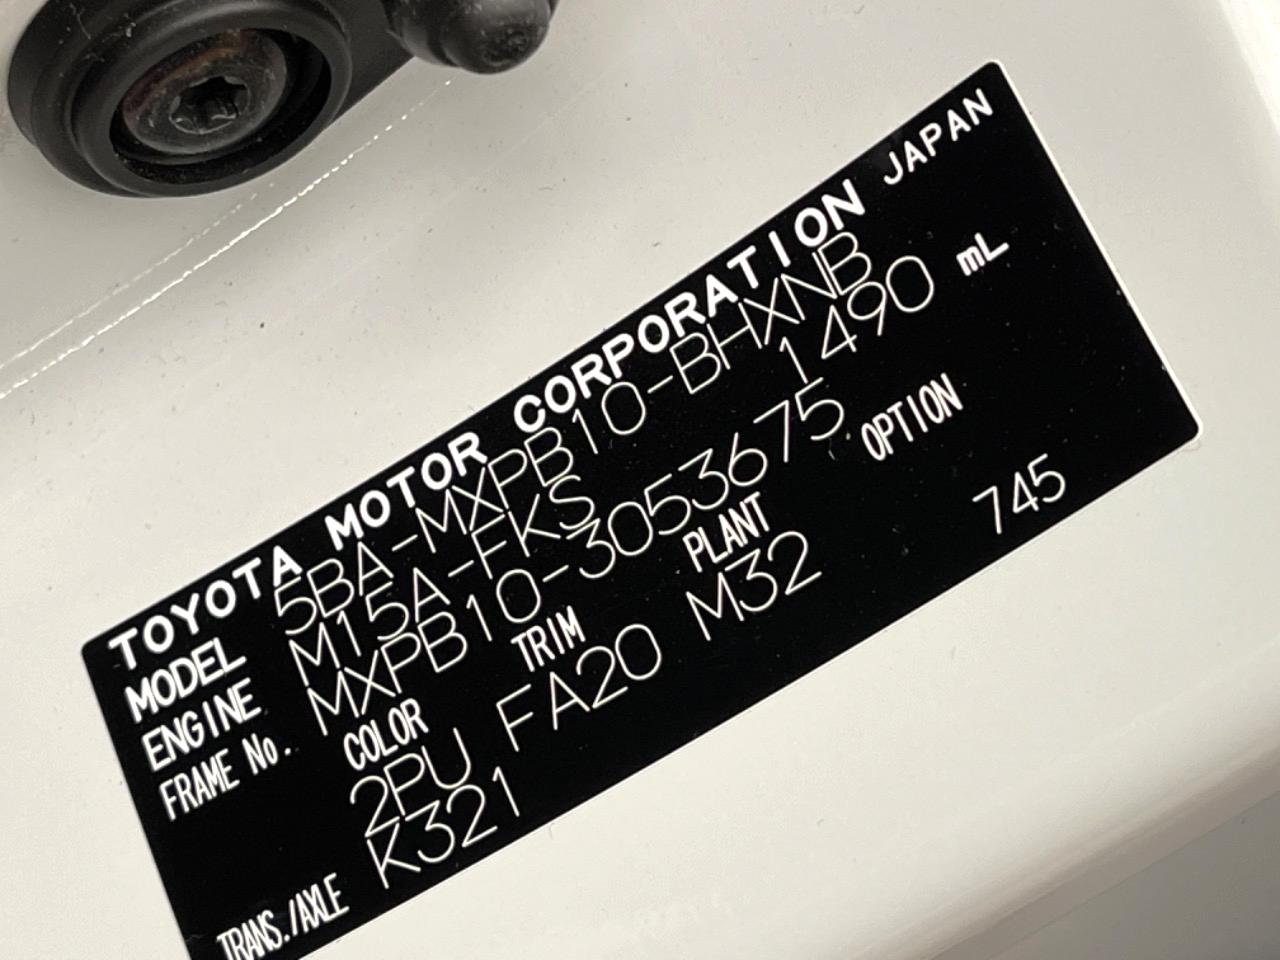 TOYOTA MOTOR CORPORATION JAPAN
MODEL 5BA-MXPB10-BHXNB
ENGINE M15A-FKS 1490 mL
FRAME No. MXPB10-3053675
COLOR TRIM PLANT OPTION
2PU FA20 M32 745
TRANS./AXLE K321